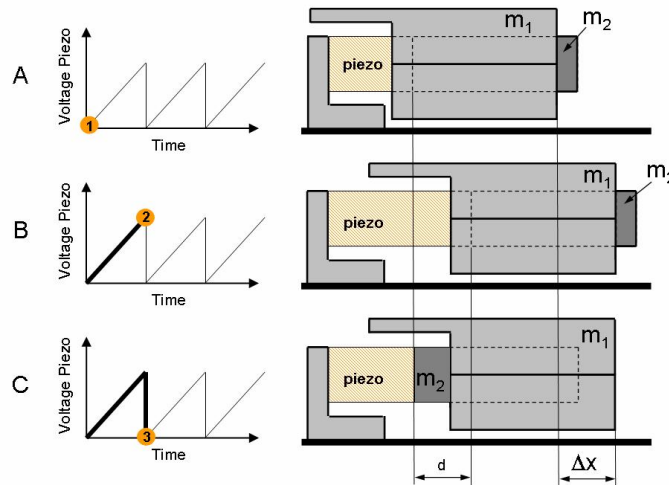 A
Voltage Piezo
1
Time
piezo
m₁
m₂
B
Voltage Piezo
2
Time
piezo
m₁
m₂
C
Voltage Piezo
3
Time
piezo
m₂
m₁
d
Δx